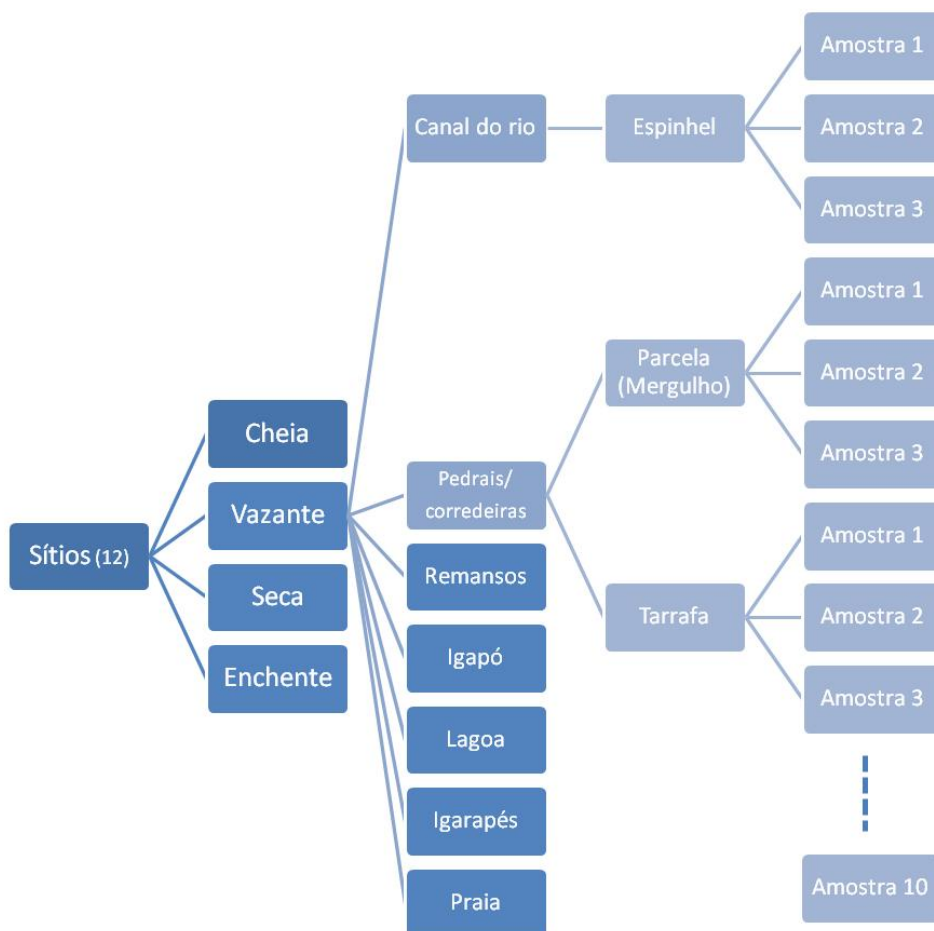 Sítios (12)
Cheia
Vazante
Seca
Enchente
Canal do rio
Pedrais/
corredeiras
Remansos
Igapó
Lagoa
Igarapés
Praia
Espinhel
Parcela
(Mergulho)
Tarrafa
Amostra 1
Amostra 2
Amostra 3
Amostra 1
Amostra 2
Amostra 3
Amostra 1
Amostra 2
Amostra 3
Amostra 10